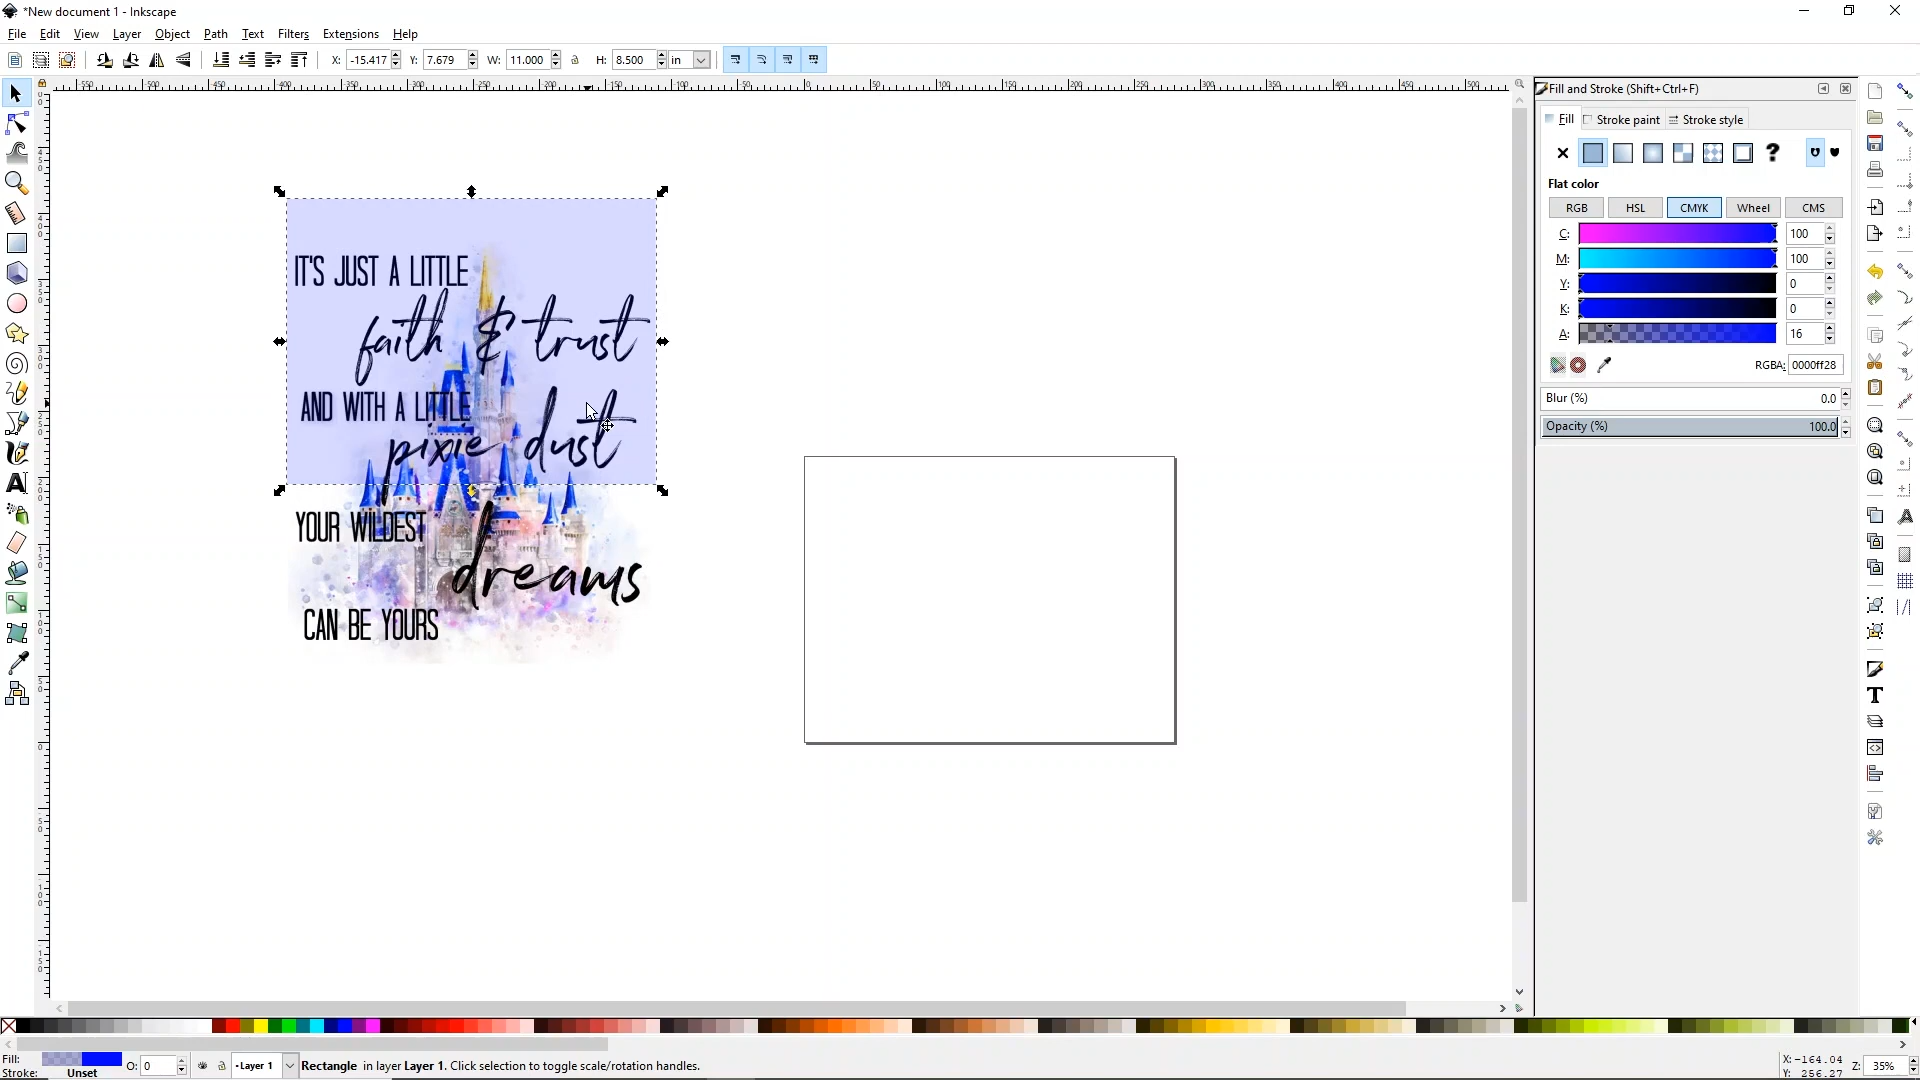 *New document 1 - Inkscape
File Edit View Layer Object Path Text Filters Extensions Help
X: -15.417 Y: 7.679 W: 11.000 H: 8.500 in
Fill and Stroke (Shift+Ctrl+F)
Fill Stroke paint Stroke style
Flat color
RGB HSL CMYK Wheel CMS
C: 100
M: 100
Y: 0
K: 0
A: 16
RGBA: 0000ff28
Blur (%) 0.0
Opacity (%) 100.0
IT'S JUST A LITTLE
faith & trust
AND WITH A LITTLE
pixie dust
YOUR WILDEST
dreams
CAN BE YOURS
Fill:
Stroke: Unset
O: 0
-Layer 1
Rectangle in layer Layer 1. Click selection to toggle scale/rotation handles.
X: -164.04
Y: 256.27
Z: 35%